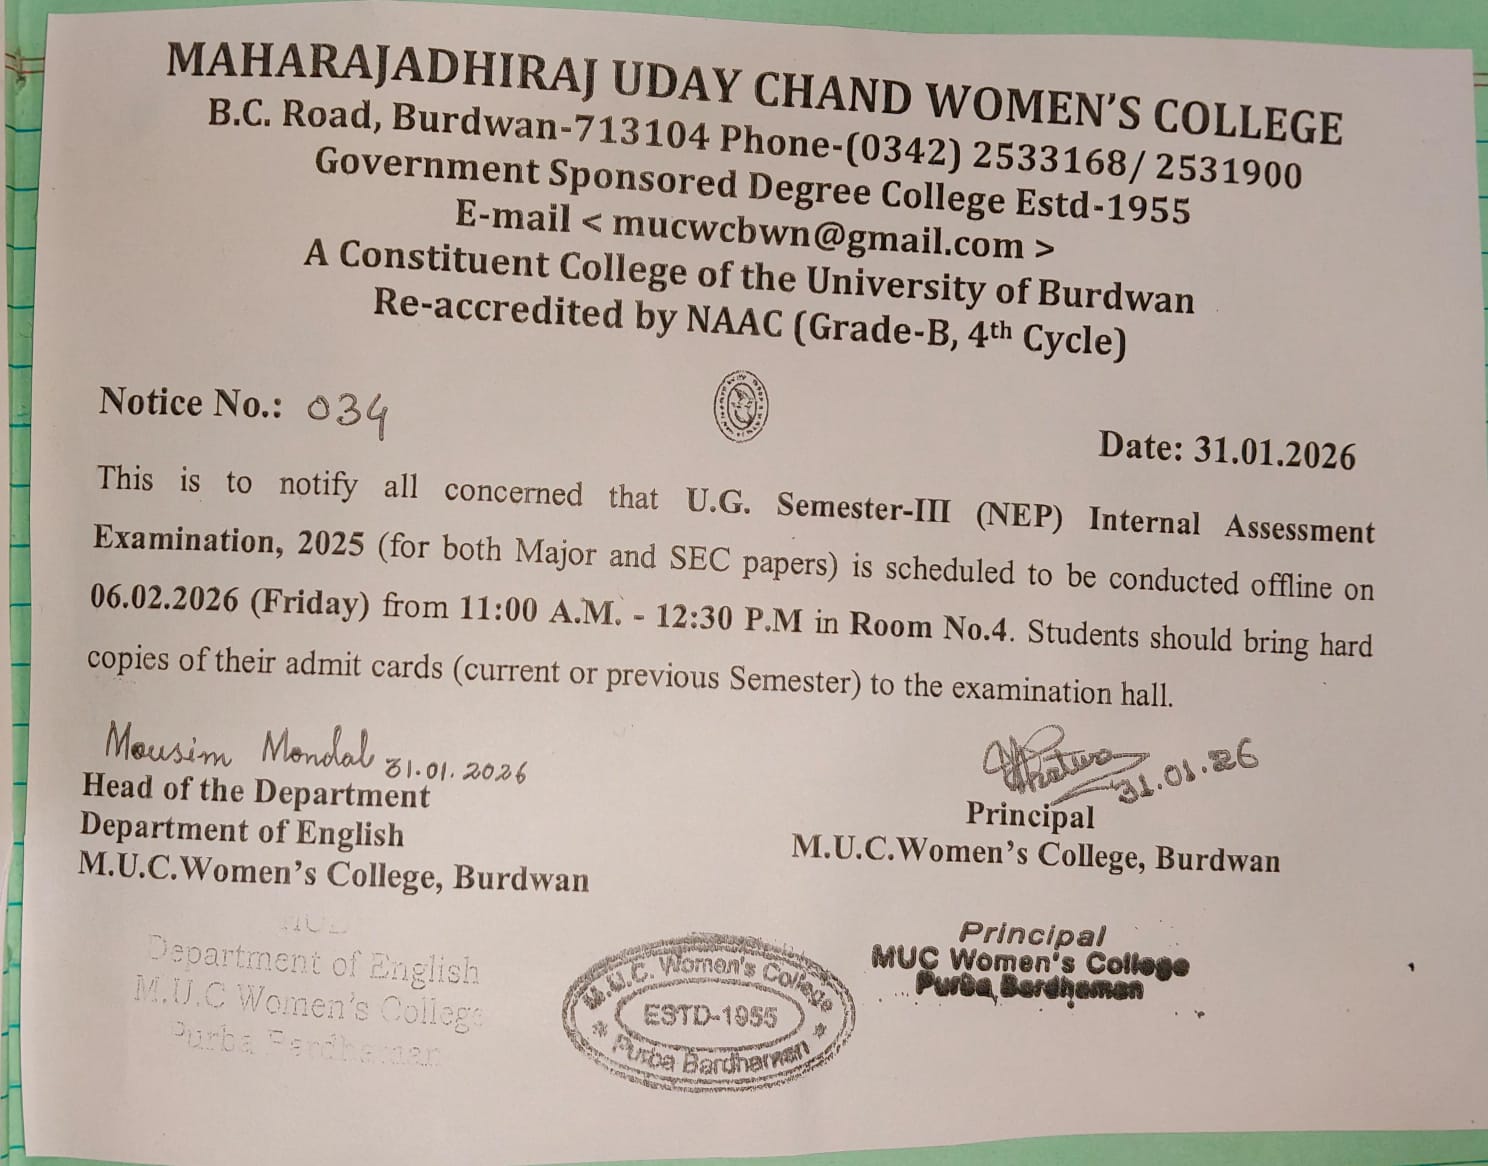 MAHARAJADHIRAJ UDAY CHAND WOMEN'S COLLEGE
B.C. Road, Burdwan-713104 Phone-(0342) 2533168/ 2531900
Government Sponsored Degree College Estd-1955
E-mail < mucwcbwn@gmail.com >
A Constituent College of the University of Burdwan
Re-accredited by NAAC (Grade-B, 4th Cycle)
Notice No.: 034
Date: 31.01.2026
This is to notify all concerned that U.G. Semester-III (NEP) Internal Assessment
Examination, 2025 (for both Major and SEC papers) is scheduled to be conducted offline on
06.02.2026 (Friday) from 11:00 A.M. - 12:30 P.M in Room No.4. Students should bring hard
copies of their admit cards (current or previous Semester) to the examination hall.
Mousim Mondal 31.01.2026
Head of the Department
Department of English
M.U.C.Women's College, Burdwan
31.01.26
Principal
M.U.C.Women's College, Burdwan
HOD
Department of English
M.U.C Women's College
Purba Bardhaman
M.U.C. Women's College
ESTD-1955
Purba Bardhaman
Principal
MUC Women's College
Purba Bardhaman